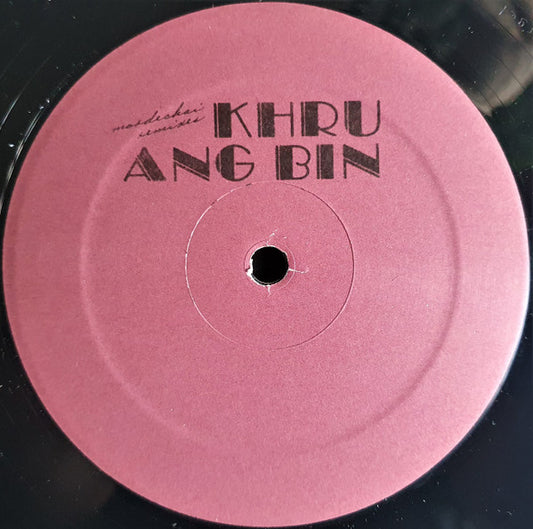 mordechai
remixes
KHRU
ANG BIN